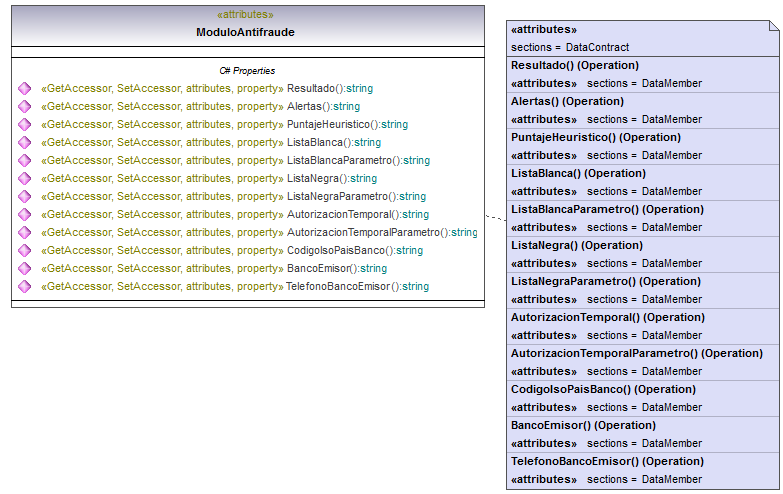 «attributes»
ModuloAntifraude
C# Properties
«GetAccessor, SetAccessor, attributes, property» Resultado():string
«GetAccessor, SetAccessor, attributes, property» Alertas():string
«GetAccessor, SetAccessor, attributes, property» PuntajeHeuristico():string
«GetAccessor, SetAccessor, attributes, property» ListaBlanca():string
«GetAccessor, SetAccessor, attributes, property» ListaBlancaParametro():string
«GetAccessor, SetAccessor, attributes, property» ListaNegra():string
«GetAccessor, SetAccessor, attributes, property» ListaNegraParametro():string
«GetAccessor, SetAccessor, attributes, property» AutorizacionTemporal():string
«GetAccessor, SetAccessor, attributes, property» AutorizacionTemporalParametro():string
«GetAccessor, SetAccessor, attributes, property» CodigoIsoPaisBanco():string
«GetAccessor, SetAccessor, attributes, property» BancoEmisor():string
«GetAccessor, SetAccessor, attributes, property» TelefonoBancoEmisor():string
«attributes»
sections = DataContract
Resultado() (Operation)
«attributes» sections = DataMember
Alertas() (Operation)
«attributes» sections = DataMember
PuntajeHeuristico() (Operation)
«attributes» sections = DataMember
ListaBlanca() (Operation)
«attributes» sections = DataMember
ListaBlancaParametro() (Operation)
«attributes» sections = DataMember
ListaNegra() (Operation)
«attributes» sections = DataMember
ListaNegraParametro() (Operation)
«attributes» sections = DataMember
AutorizacionTemporal() (Operation)
«attributes» sections = DataMember
AutorizacionTemporalParametro() (Operation)
«attributes» sections = DataMember
CodigoIsoPaisBanco() (Operation)
«attributes» sections = DataMember
BancoEmisor() (Operation)
«attributes» sections = DataMember
TelefonoBancoEmisor() (Operation)
«attributes» sections = DataMember